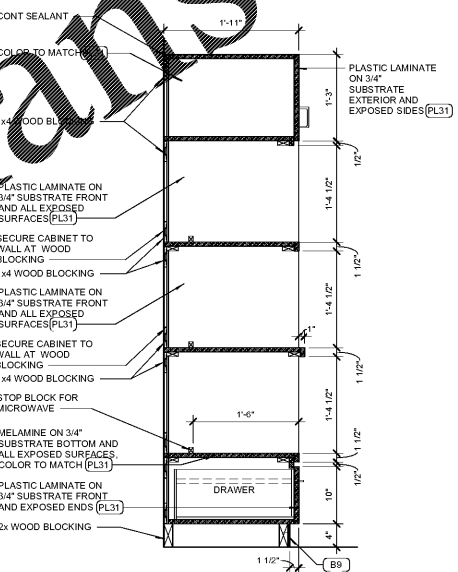 CONT SEALANT
COLOR TO MATCH
1'-11"
PLASTIC LAMINATE
ON 3/4"
SUBSTRATE
EXTERIOR AND
EXPOSED SIDES PL31
1'-3"
x4 WOOD BLOCKING
1/2"
PLASTIC LAMINATE ON
3/4" SUBSTRATE FRONT
AND ALL EXPOSED
SURFACES PL31
1'-4 1/2"
SECURE CABINET TO
WALL AT WOOD
BLOCKING
1 1/2"
x4 WOOD BLOCKING
PLASTIC LAMINATE ON
3/4" SUBSTRATE FRONT
AND ALL EXPOSED
SURFACES PL31
1'-4 1/2"
1"
SECURE CABINET TO
WALL AT WOOD
BLOCKING
1 1/2"
x4 WOOD BLOCKING
STOP BLOCK FOR
MICROWAVE
1'-6"
1'-4 1/2"
MELAMINE ON 3/4"
SUBSTRATE BOTTOM AND
ALL EXPOSED SURFACES,
COLOR TO MATCH PL31
1 1/2"
1/2"
PLASTIC LAMINATE ON
3/4" SUBSTRATE FRONT
AND EXPOSED ENDS PL31
DRAWER
10"
2x WOOD BLOCKING
4"
1 1/2"
B9